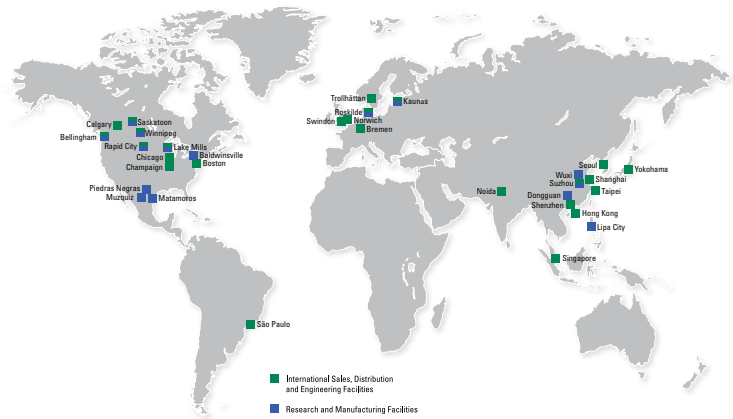 Trollhättan
Kaunas
Roskilde
Swindon
Norwich
Bremen
Calgary
Saskatoon
Bellingham
Winnipeg
Rapid City
Lake Mills
Chicago
Baldwinsville
Champaign
Boston
Piedras Negras
Muzquiz
Matamoros
Seoul
Yokohama
Wuxi
Shanghai
Suzhou
Noida
Taipei
Dongguan
Shenzhen
Hong Kong
Lipa City
Singapore
São Paulo
International Sales, Distribution
and Engineering Facilities
Research and Manufacturing Facilities